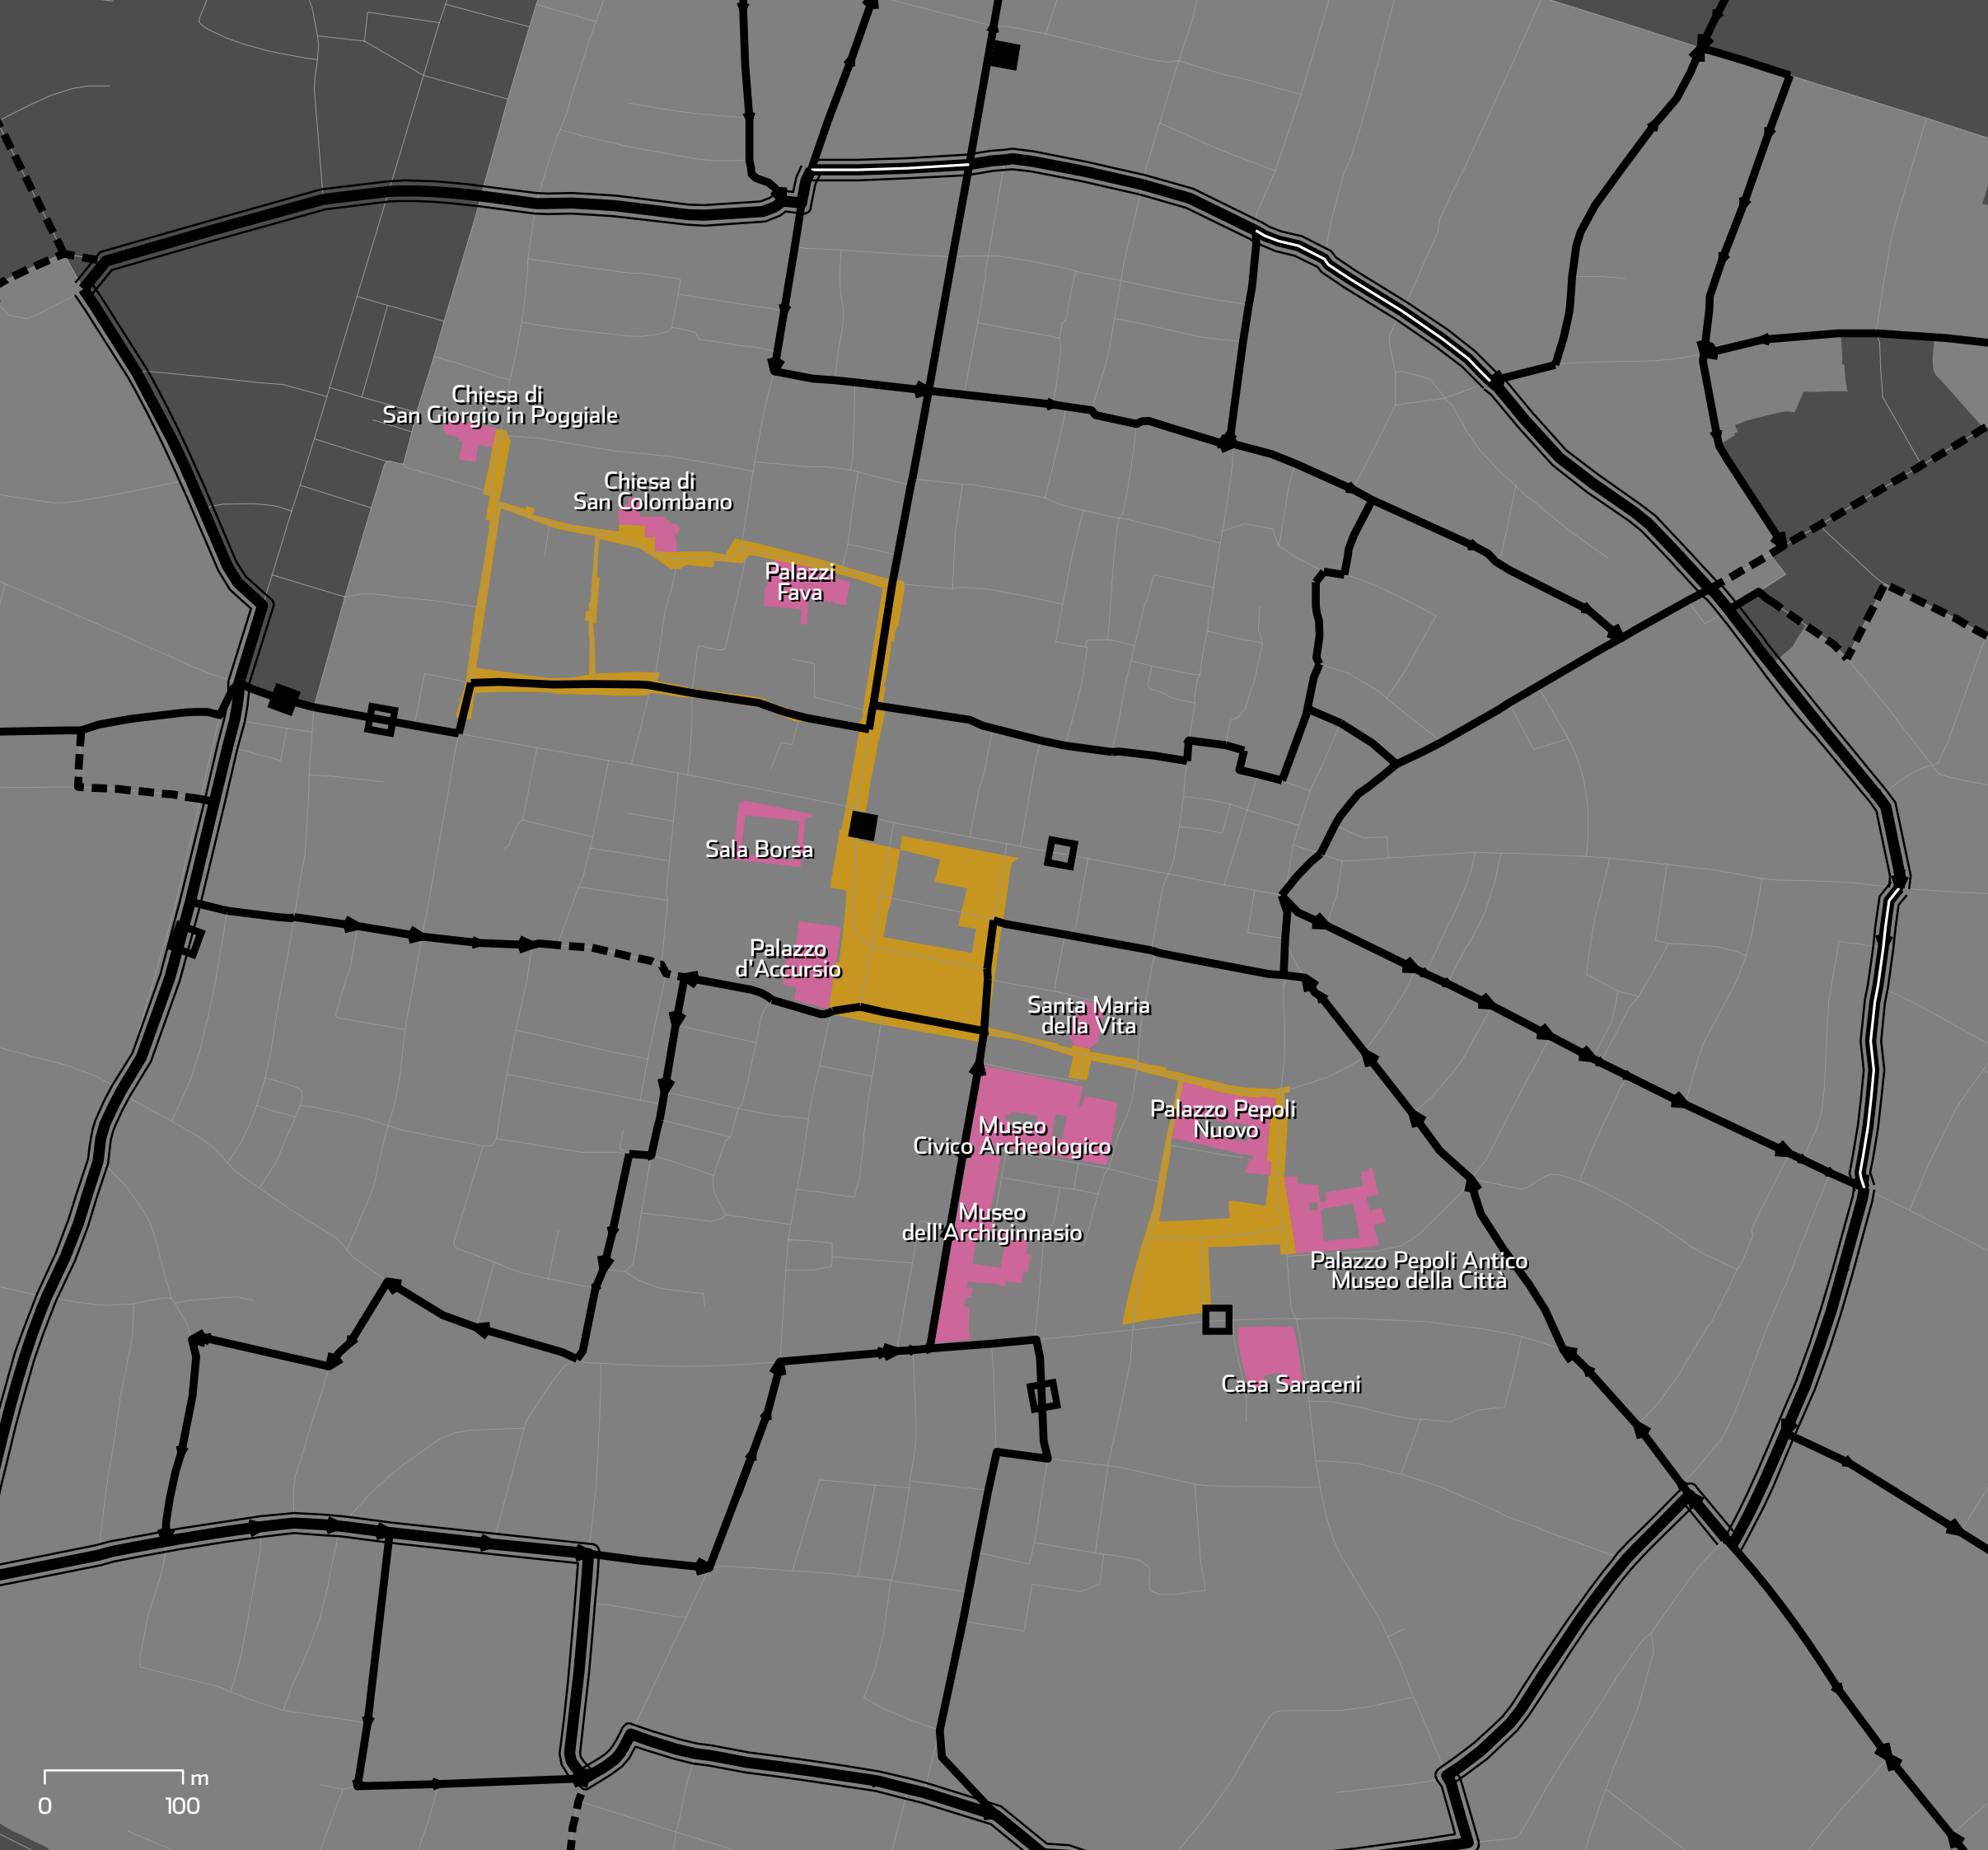 Chiesa di
San Giorgio in Poggiale
Chiesa di
San Colombano
Palazzi
Fava
Sala Borsa
Palazzo
d'Accursio
Santa Maria
della Vita
Palazzo Pepoli
Nuovo
Museo
Civico Archeologico
Museo
dell'Archiginnasio
Palazzo Pepoli Antico
Museo della Città
Casa Saraceni
m
0 100